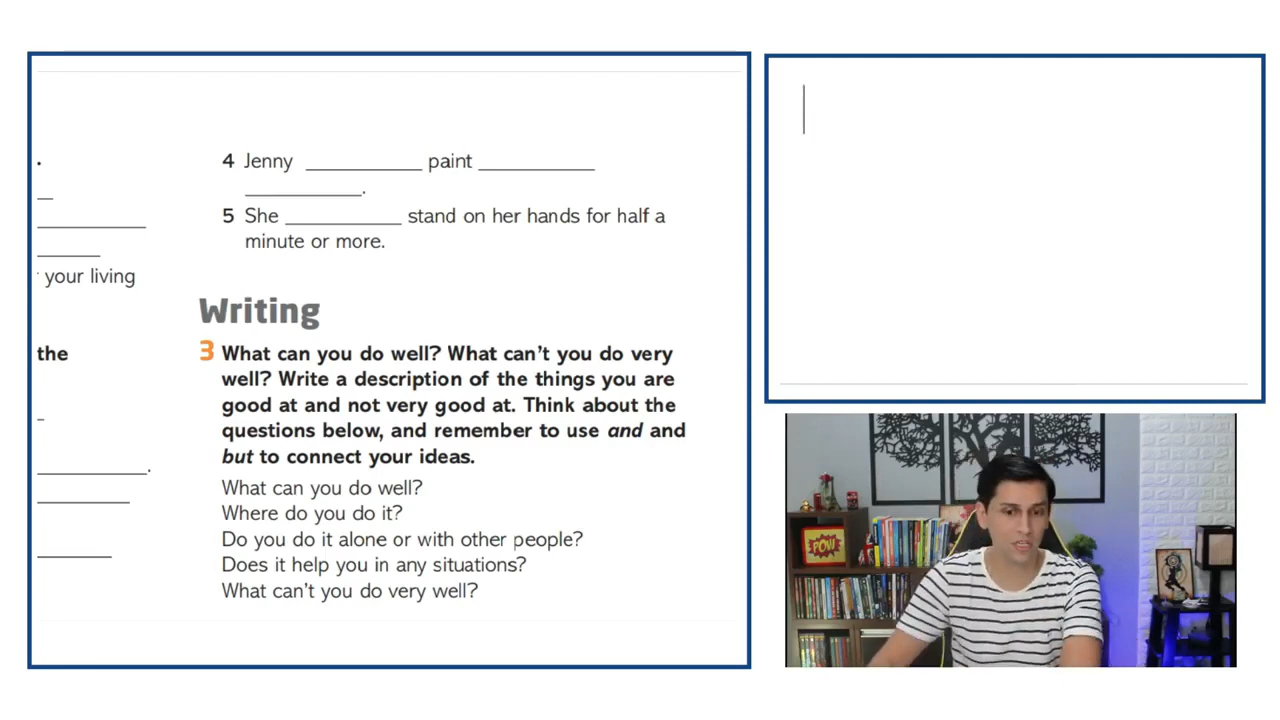 4 Jenny ____________ paint ____________
____________.
5 She ____________ stand on her hands for half a
minute or more.
your living
the
Writing
3 What can you do well? What can't you do very
well? Write a description of the things you are
good at and not very good at. Think about the
questions below, and remember to use and and
but to connect your ideas.
What can you do well?
Where do you do it?
Do you do it alone or with other people?
Does it help you in any situations?
What can't you do very well?
POW!